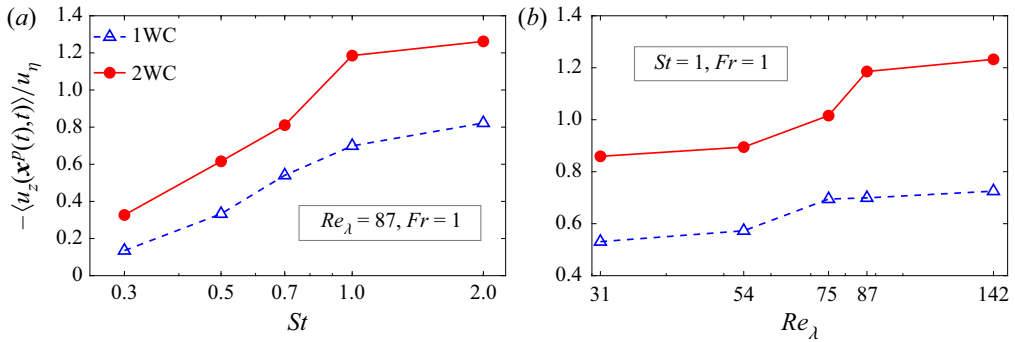 (a)
1.4
1.2
1.0
0.8
0.6
0.4
0.2
0
−⟨u_z(x^p(t),t)⟩/u_η
1WC
2WC
Re_λ = 87, Fr = 1
0.3 0.5 0.7 1.0 2.0
St
(b)
1.4
1.2
1.0
0.8
0.6
0.4
St = 1, Fr = 1
31 54 75 87 142
Re_λ